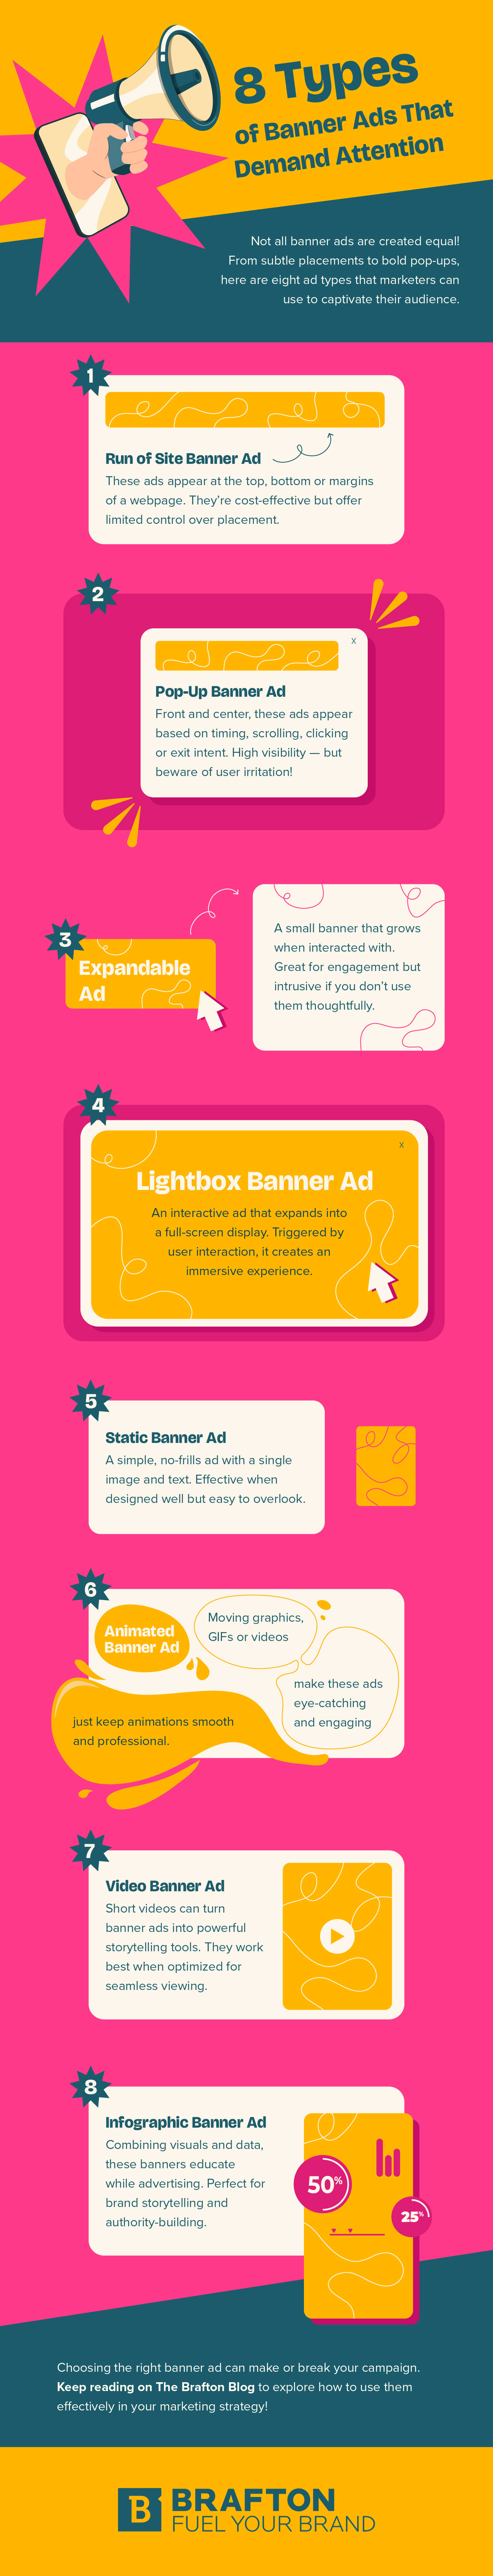 8 Types
of Banner Ads That
Demand Attention
Not all banner ads are created equal!
From subtle placements to bold pop-ups,
here are eight ad types that marketers can
use to captivate their audience.
1
Run of Site Banner Ad
These ads appear at the top, bottom or margins
of a webpage. They're cost-effective but offer
limited control over placement.
2
x
Pop-Up Banner Ad
Front and center, these ads appear
based on timing, scrolling, clicking
or exit intent. High visibility — but
beware of user irritation!
3
Expandable
Ad
A small banner that grows
when interacted with.
Great for engagement but
intrusive if you don't use
them thoughtfully.
4
x
Lightbox Banner Ad
An interactive ad that expands into
a full-screen display. Triggered by
user interaction, it creates an
immersive experience.
5
Static Banner Ad
A simple, no-frills ad with a single
image and text. Effective when
designed well but easy to overlook.
6
Animated
Banner Ad
Moving graphics,
GIFs or videos
make these ads
eye-catching
and engaging
just keep animations smooth
and professional.
7
Video Banner Ad
Short videos can turn
banner ads into powerful
storytelling tools. They work
best when optimized for
seamless viewing.
8
Infographic Banner Ad
Combining visuals and data,
these banners educate
while advertising. Perfect for
brand storytelling and
authority-building.
50%
25%
Choosing the right banner ad can make or break your campaign.
Keep reading on The Brafton Blog to explore how to use them
effectively in your marketing strategy!
B
BRAFTON
FUEL YOUR BRAND